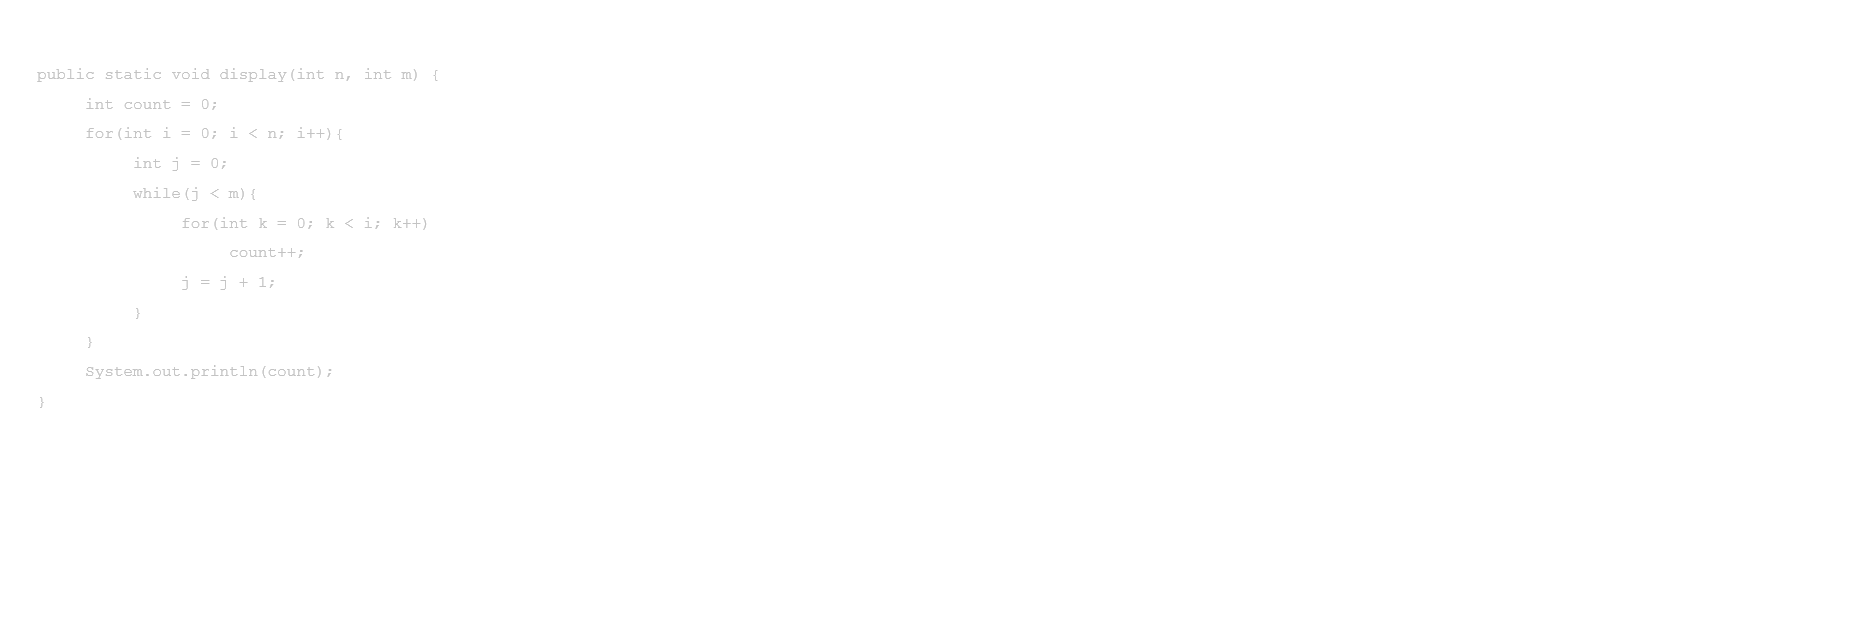 public static void display(int n, int m) {
     int count = 0;
     for(int i = 0; i < n; i++){
          int j = 0;
          while(j < m){
               for(int k = 0; k < i; k++)
                    count++;
               j = j + 1;
          }
     }
     System.out.println(count);
}